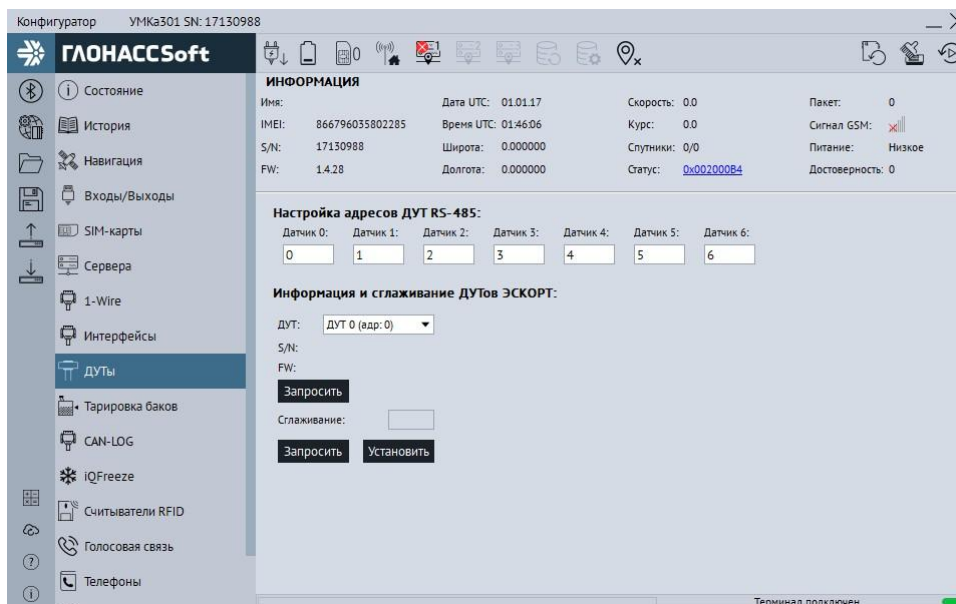 Конфигуратор УМКа301 SN: 17130988
ГЛОНАССSoft
0
1
ИНФОРМАЦИЯ
Имя: Дата UTC: 01.01.17 Скорость: 0.0 Пакет: 0
IMEI: 866796035802285 Время UTC: 01:46:06 Курс: 0.0 Сигнал GSM:
S/N: 17130988 Широта: 0.000000 Спутники: 0/0 Питание: Низкое
FW: 1.4.28 Долгота: 0.000000 Статус: 0x002000B4 Достоверность: 0
Состояние
История
Навигация
Входы/Выходы
SIM-карты
Сервера
1-Wire
Интерфейсы
ДУТы
Тарировка баков
CAN-LOG
iQFreeze
Считыватели RFID
Голосовая связь
Телефоны
Настройка адресов ДУТ RS-485:
Датчик 0: Датчик 1: Датчик 2: Датчик 3: Датчик 4: Датчик 5: Датчик 6:
0 1 2 3 4 5 6
Информация и сглаживание ДУТов ЭСКОРТ:
ДУТ: ДУТ 0 (адр: 0)
S/N:
FW:
Запросить
Сглаживание:
Запросить Установить
Терминал подключен